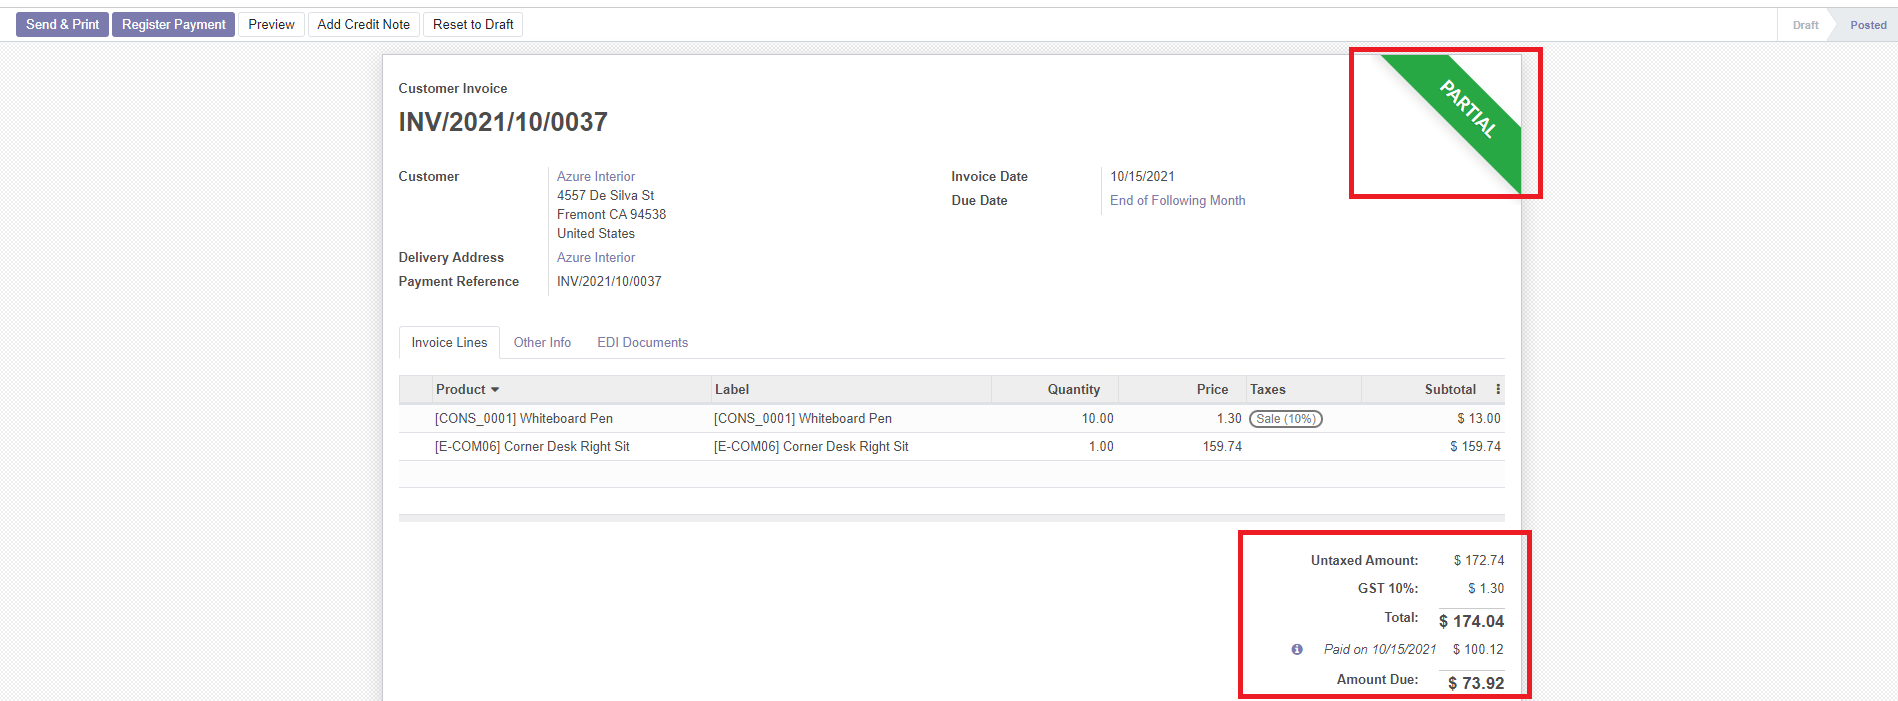 Send & Print Register Payment Preview Add Credit Note Reset to Draft Draft Posted
PARTIAL
Customer Invoice
INV/2021/10/0037
Customer Azure Interior Invoice Date 10/15/2021
4557 De Silva St Due Date End of Following Month
Fremont CA 94538
United States
Delivery Address Azure Interior
Payment Reference INV/2021/10/0037
Invoice Lines Other Info EDI Documents
Product Label Quantity Price Taxes Subtotal
[CONS_0001] Whiteboard Pen [CONS_0001] Whiteboard Pen 10.00 1.30 Sale (10%) $ 13.00
[E-COM06] Corner Desk Right Sit [E-COM06] Corner Desk Right Sit 1.00 159.74 $ 159.74
Untaxed Amount: $ 172.74
GST 10%: $ 1.30
Total: $ 174.04
Paid on 10/15/2021 $ 100.12
Amount Due: $ 73.92